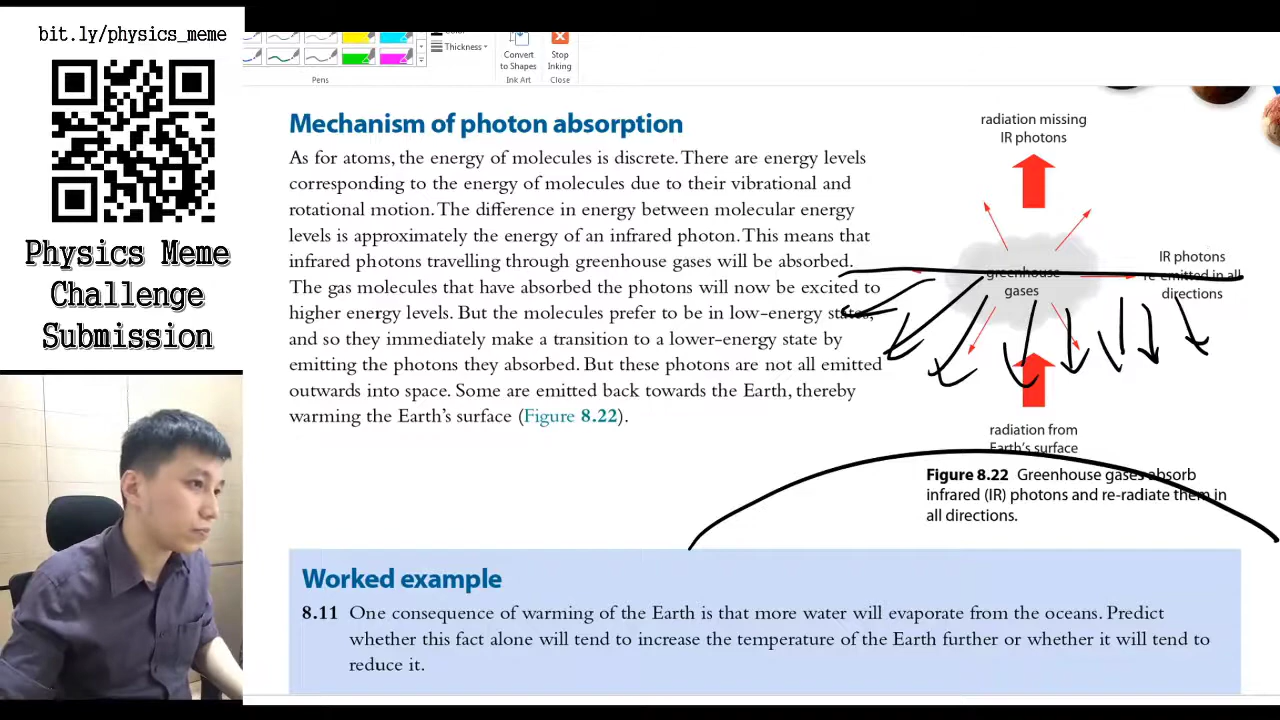 bit.ly/physics_meme
Physics Meme
Challenge
Submission
Thickness
Pens
Convert
to Shapes
Ink Art
Stop
Inking
Close
Mechanism of photon absorption
As for atoms, the energy of molecules is discrete. There are energy levels
corresponding to the energy of molecules due to their vibrational and
rotational motion. The difference in energy between molecular energy
levels is approximately the energy of an infrared photon. This means that
infrared photons travelling through greenhouse gases will be absorbed.
The gas molecules that have absorbed the photons will now be excited to
higher energy levels. But the molecules prefer to be in low-energy states,
and so they immediately make a transition to a lower-energy state by
emitting the photons they absorbed. But these photons are not all emitted
outwards into space. Some are emitted back towards the Earth, thereby
warming the Earth's surface (Figure 8.22).
radiation missing
IR photons
greenhouse
gases
IR photons
re-emitted in all
directions
radiation from
Earth's surface
Figure 8.22 Greenhouse gases absorb
infrared (IR) photons and re-radiate them in
all directions.
Worked example
8.11 One consequence of warming of the Earth is that more water will evaporate from the oceans. Predict
whether this fact alone will tend to increase the temperature of the Earth further or whether it will tend to
reduce it.